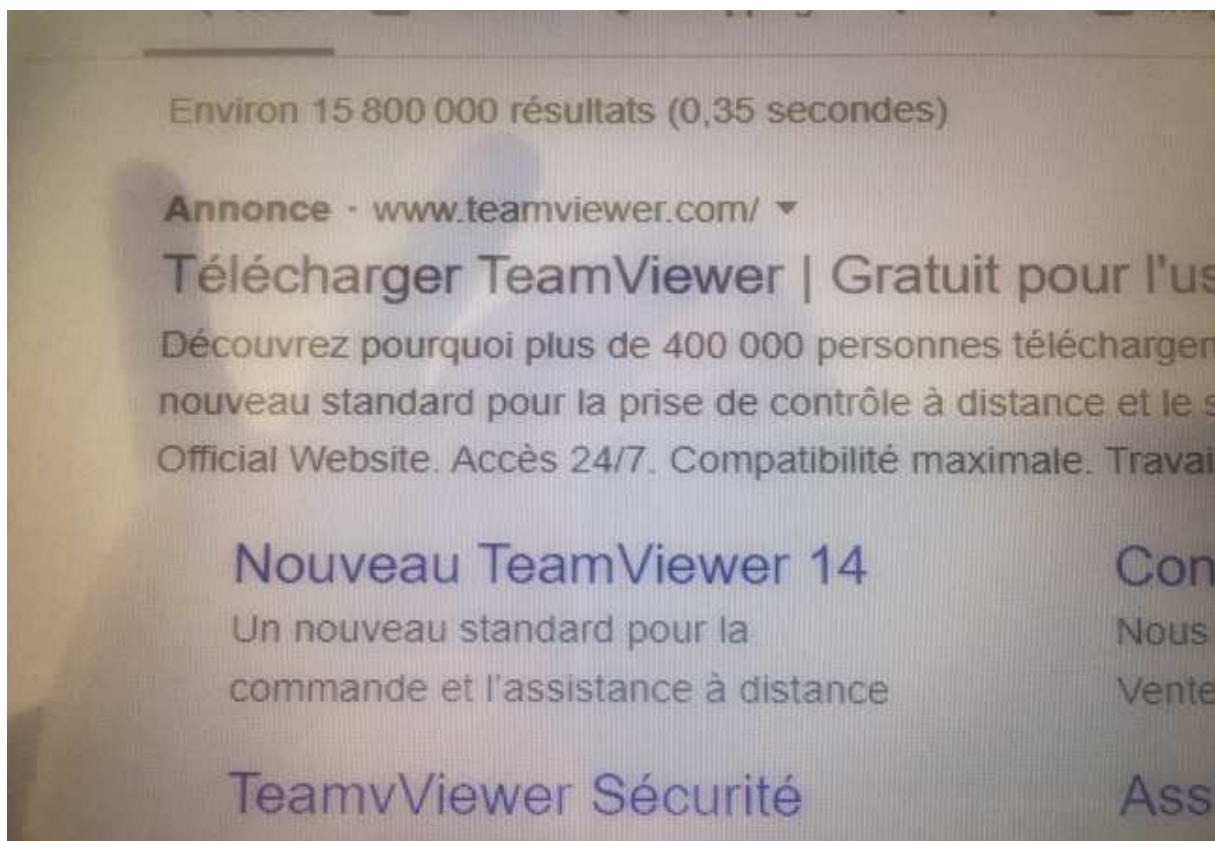 Environ 15 800 000 résultats (0,35 secondes)
Annonce · www.teamviewer.com/
Télécharger TeamViewer | Gratuit pour l'us
Découvrez pourquoi plus de 400 000 personnes téléchargen
nouveau standard pour la prise de contrôle à distance et le s
Official Website. Accès 24/7. Compatibilité maximale. Travai
Nouveau TeamViewer 14
Con
Un nouveau standard pour la
Nous
commande et l'assistance à distance
Vente
TeamvViewer Sécurité
Ass